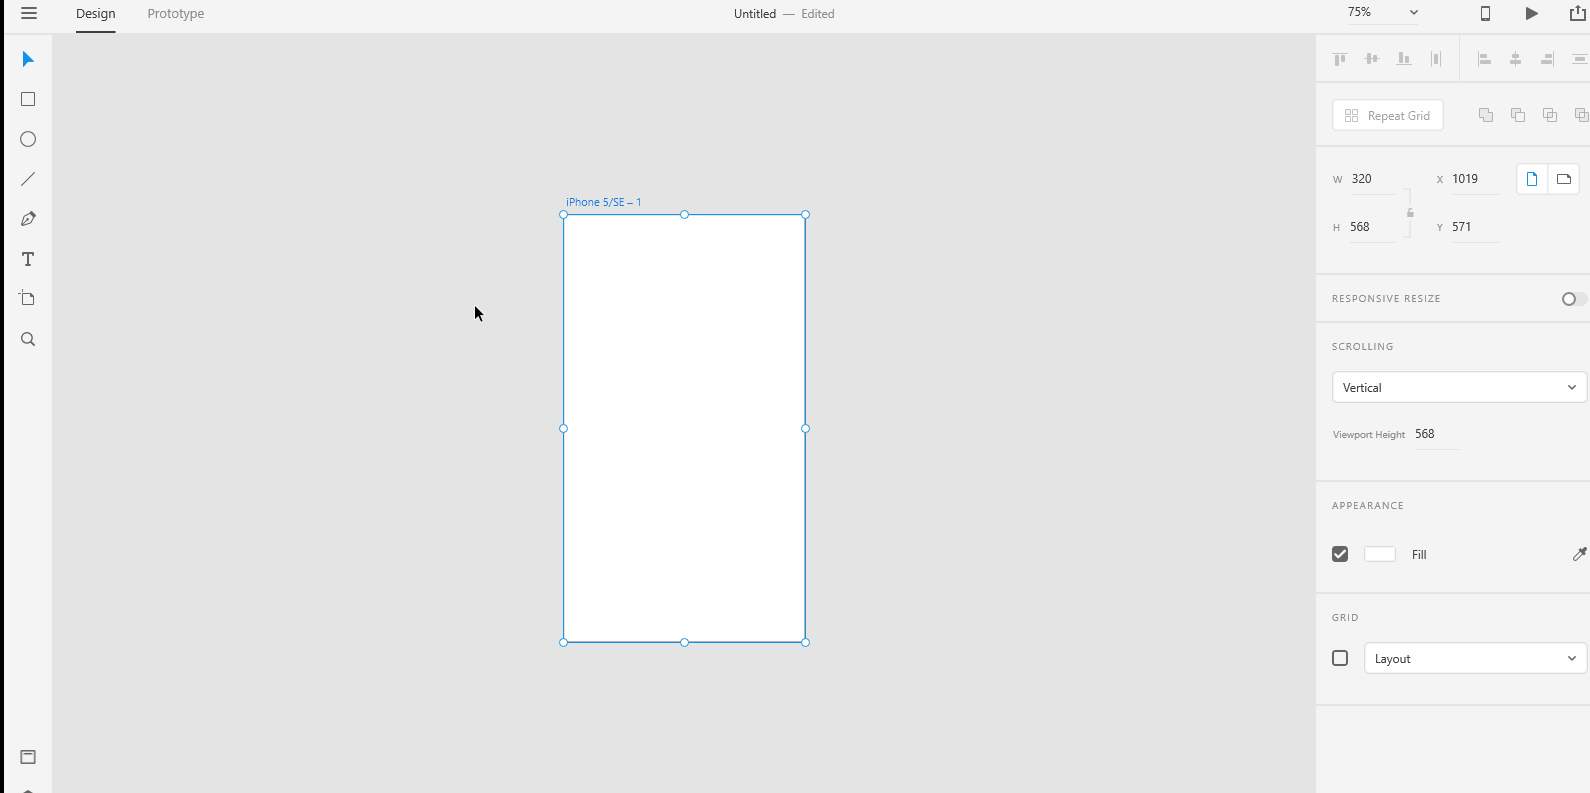 Design Prototype Untitled — Edited 75%
Repeat Grid
W 320 X 1019
iPhone 5/SE – 1
H 568 Y 571
T
RESPONSIVE RESIZE
SCROLLING
Vertical
Viewport Height 568
APPEARANCE
Fill
GRID
Layout